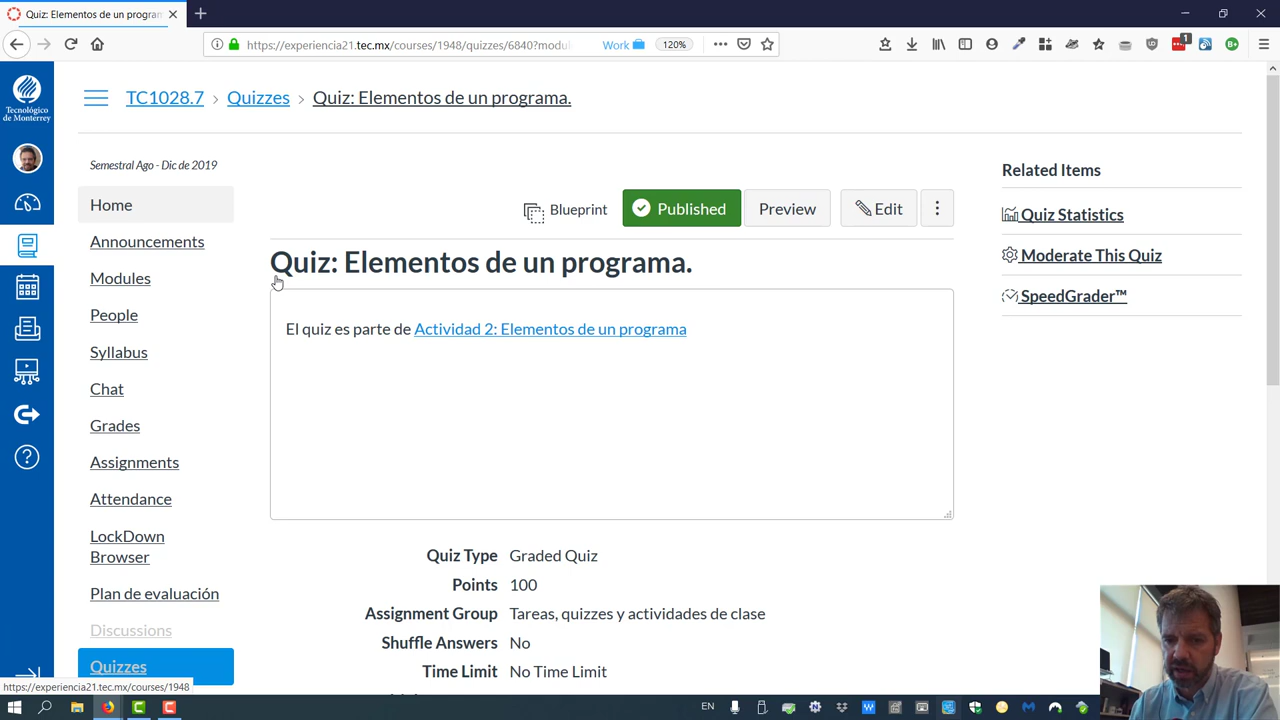 Quiz: Elementos de un program
https://experiencia21.tec.mx/courses/1948/quizzes/6840?modu
Work
120%
1
Tecnológico
de Monterrey
TC1028.7 › Quizzes › Quiz: Elementos de un programa.
Semestral Ago - Dic de 2019
Home
Announcements
Modules
People
Syllabus
Chat
Grades
Assignments
Attendance
LockDown
Browser
Plan de evaluación
Discussions
Quizzes
Blueprint
Published
Preview
Edit
Quiz: Elementos de un programa.
El quiz es parte de Actividad 2: Elementos de un programa
Quiz Type Graded Quiz
Points 100
Assignment Group Tareas, quizzes y actividades de clase
Shuffle Answers No
Time Limit No Time Limit
Related Items
Quiz Statistics
Moderate This Quiz
SpeedGrader™
https://experiencia21.tec.mx/courses/1948
EN